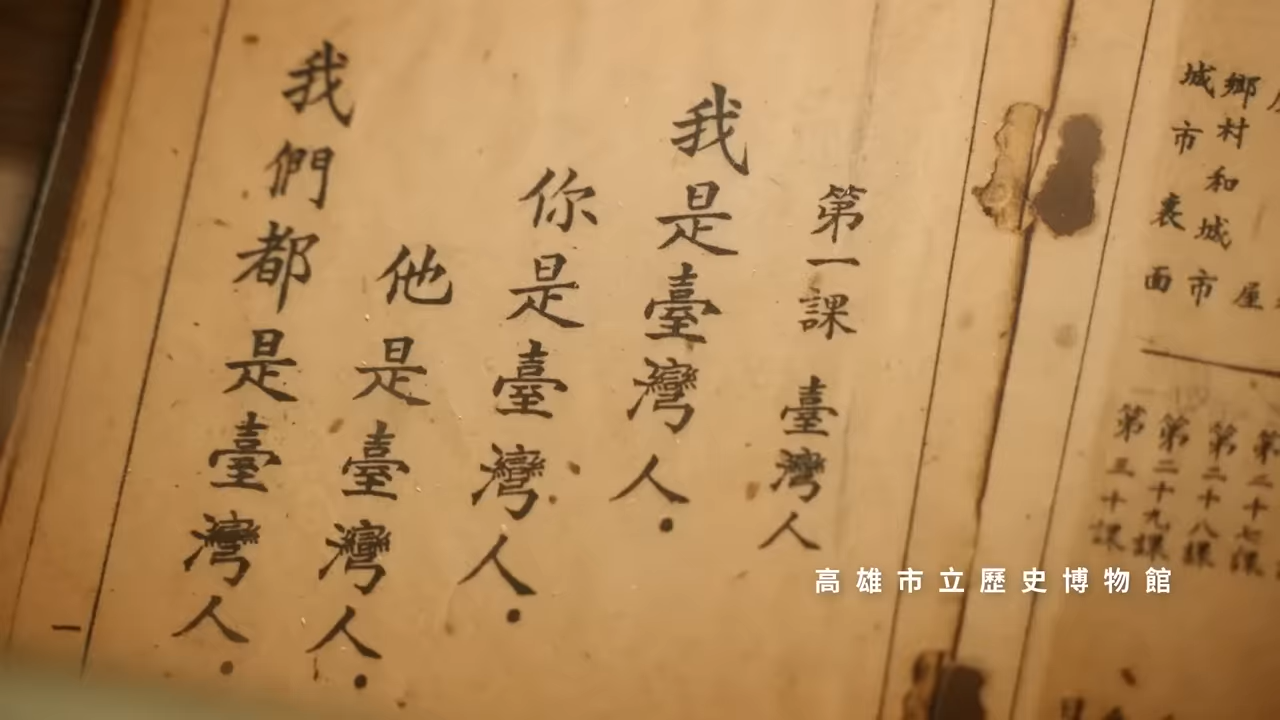 鄉村和城市
城市表面
第二十七課
第二十八課
第二十九課
第三十課
第一課 臺灣人
我是臺灣人.
你是臺灣人.
他是臺灣人.
我們都是臺灣人.
一
高雄市立歷史博物館